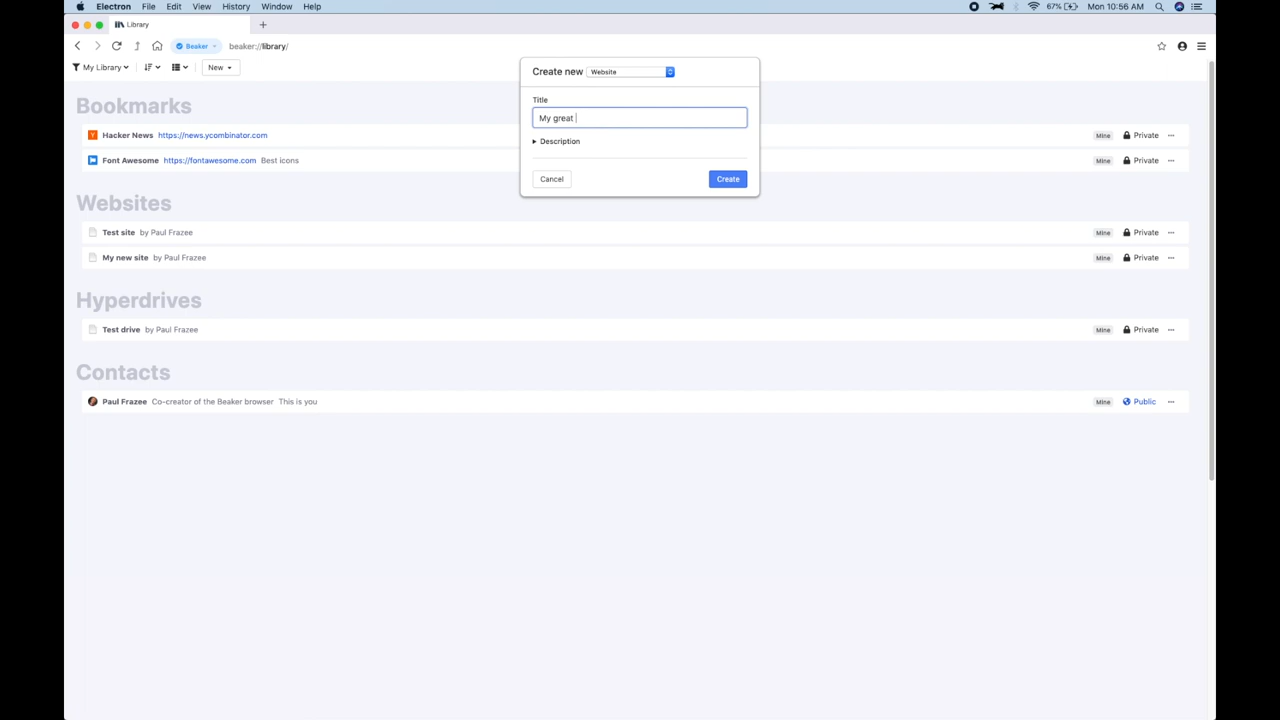 Electron File Edit View History Window Help 67% Mon 10:56 AM
Library
Beaker beaker://library/
My Library New
Create new Website
Title
My great
Description
Cancel Create
Bookmarks
Hacker News https://news.ycombinator.com Mine Private
Font Awesome https://fontawesome.com Best icons Mine Private
Websites
Test site by Paul Frazee Mine Private
My new site by Paul Frazee Mine Private
Hyperdrives
Test drive by Paul Frazee Mine Private
Contacts
Paul Frazee Co-creator of the Beaker browser This is you Mine Public